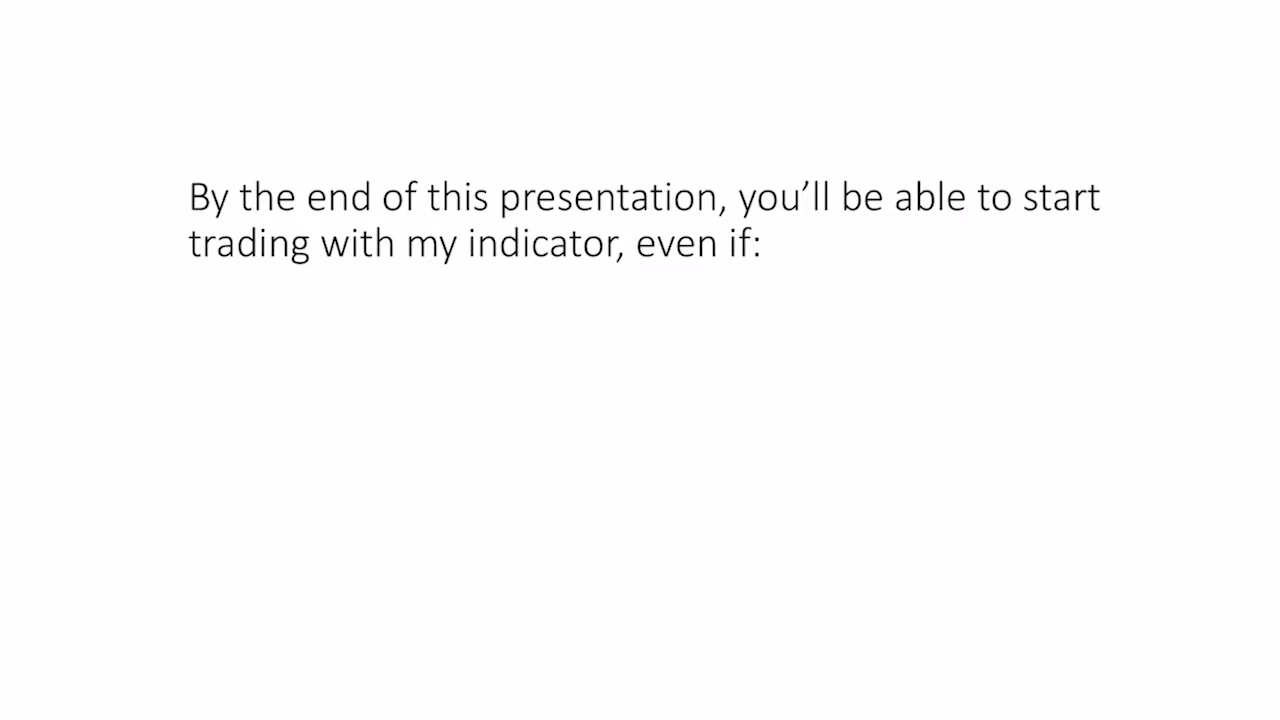 By the end of this presentation, you’ll be able to start
trading with my indicator, even if: